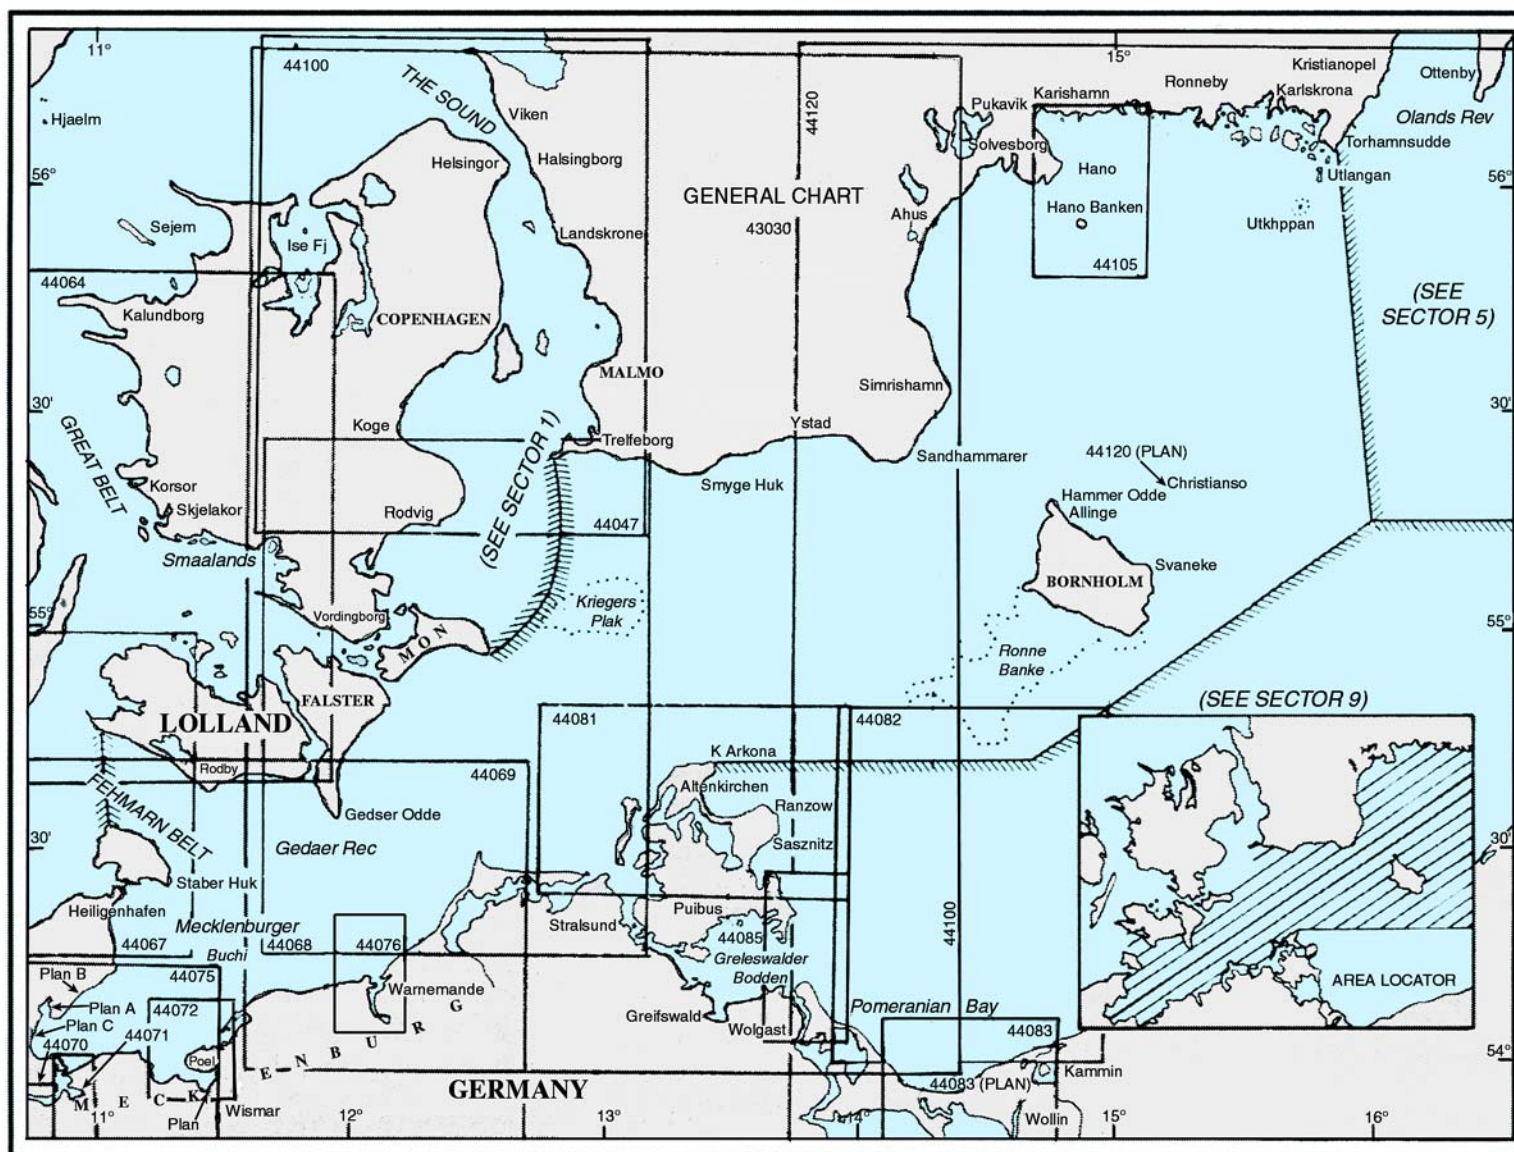 11°
15°
44100
THE SOUND
44120
Kristianopel
Ottenby
Ronneby
Karishamn
Karlskrona
Pukavik
Viken
Hjaelm
Olands Rev
Solvesborg
Torhamnsudde
Helsingor
Halsingborg
56°
Hano
Utlangan
56°
GENERAL CHART
43030
Ahus
Hano Banken
Utkhppan
Sejem
Ise Fj
Landskrone
44105
44064
(SEE
SECTOR 5)
Kalundborg
COPENHAGEN
MALMO
Simrishamn
30'
30'
GREAT BELT
Koge
Ystad
Trelfeborg
Sandhammarer
44120 (PLAN)
Christianso
Korsor
Skjelakor
Rodvig
(SEE SECTOR 1)
Smyge Huk
Hammer Odde
Allinge
44047
Smaalands
Svaneke
BORNHOLM
Kriegers
Plak
55°
Vordingborg
MON
55°
Ronne
Banke
FALSTER
LOLLAND
(SEE SECTOR 9)
44081
44082
K Arkona
Rodby
44069
FEHMARN BELT
Altenkirchen
Ranzow
Gedser Odde
30'
Gedaer Rec
Sasznitz
30'
Staber Huk
Heiligenhafen
Mecklenburger
Buchi
Stralsund
Puibus
44100
44067
44068
44076
44085
Greleswalder
Bodden
Plan B
44075
AREA LOCATOR
Warnemande
Plan A
44072
Pomeranian Bay
Plan C
Greifswald
Wolgast
44083
44070
44071
Poel
54°
54°
Kammin
MECK
ENBURG
GERMANY
44083 (PLAN)
Wismar
Plan
Wollin
11°
12°
13°
14°
15°
16°